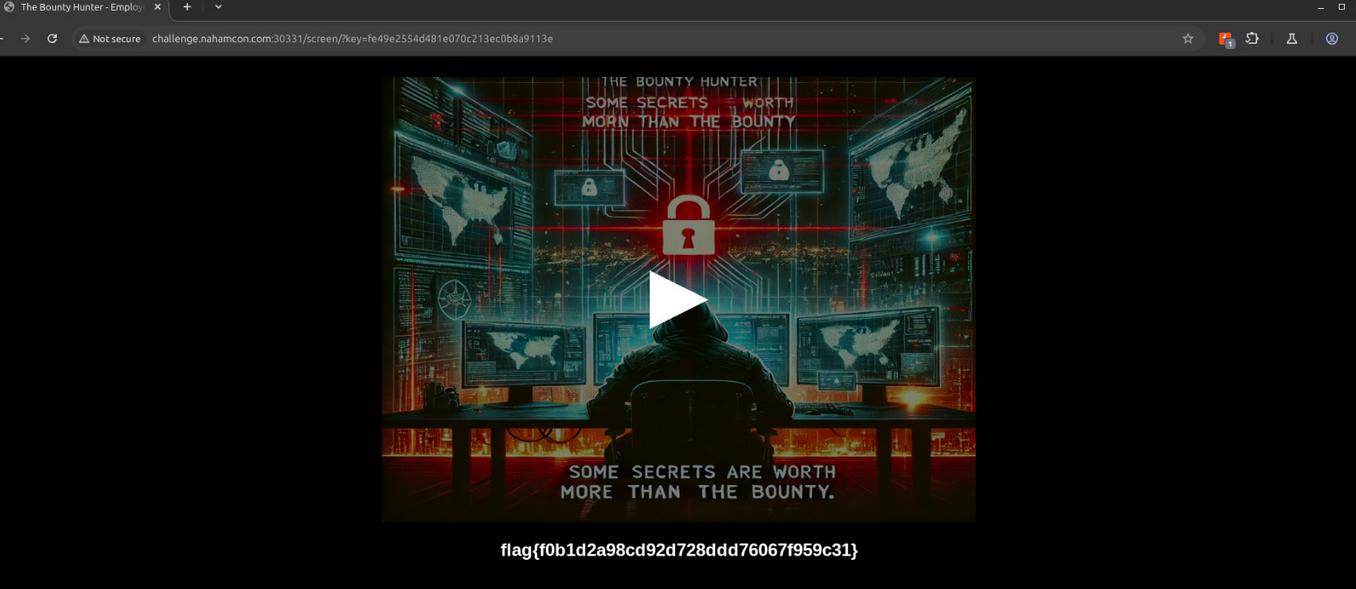 The Bounty Hunter - Employ
Not secure
challenge.nahamcon.com:30331/screen/?key=fe49e2554d481e070c213ec0b8a9113e
1
THE BOUNTY HUNTER
SOME SECRETS WORTH
MORN THAN THE BOUNTY
SOME SECRETS ARE WORTH
MORE THAN THE BOUNTY.
flag{f0b1d2a98cd92d728ddd76067f959c31}